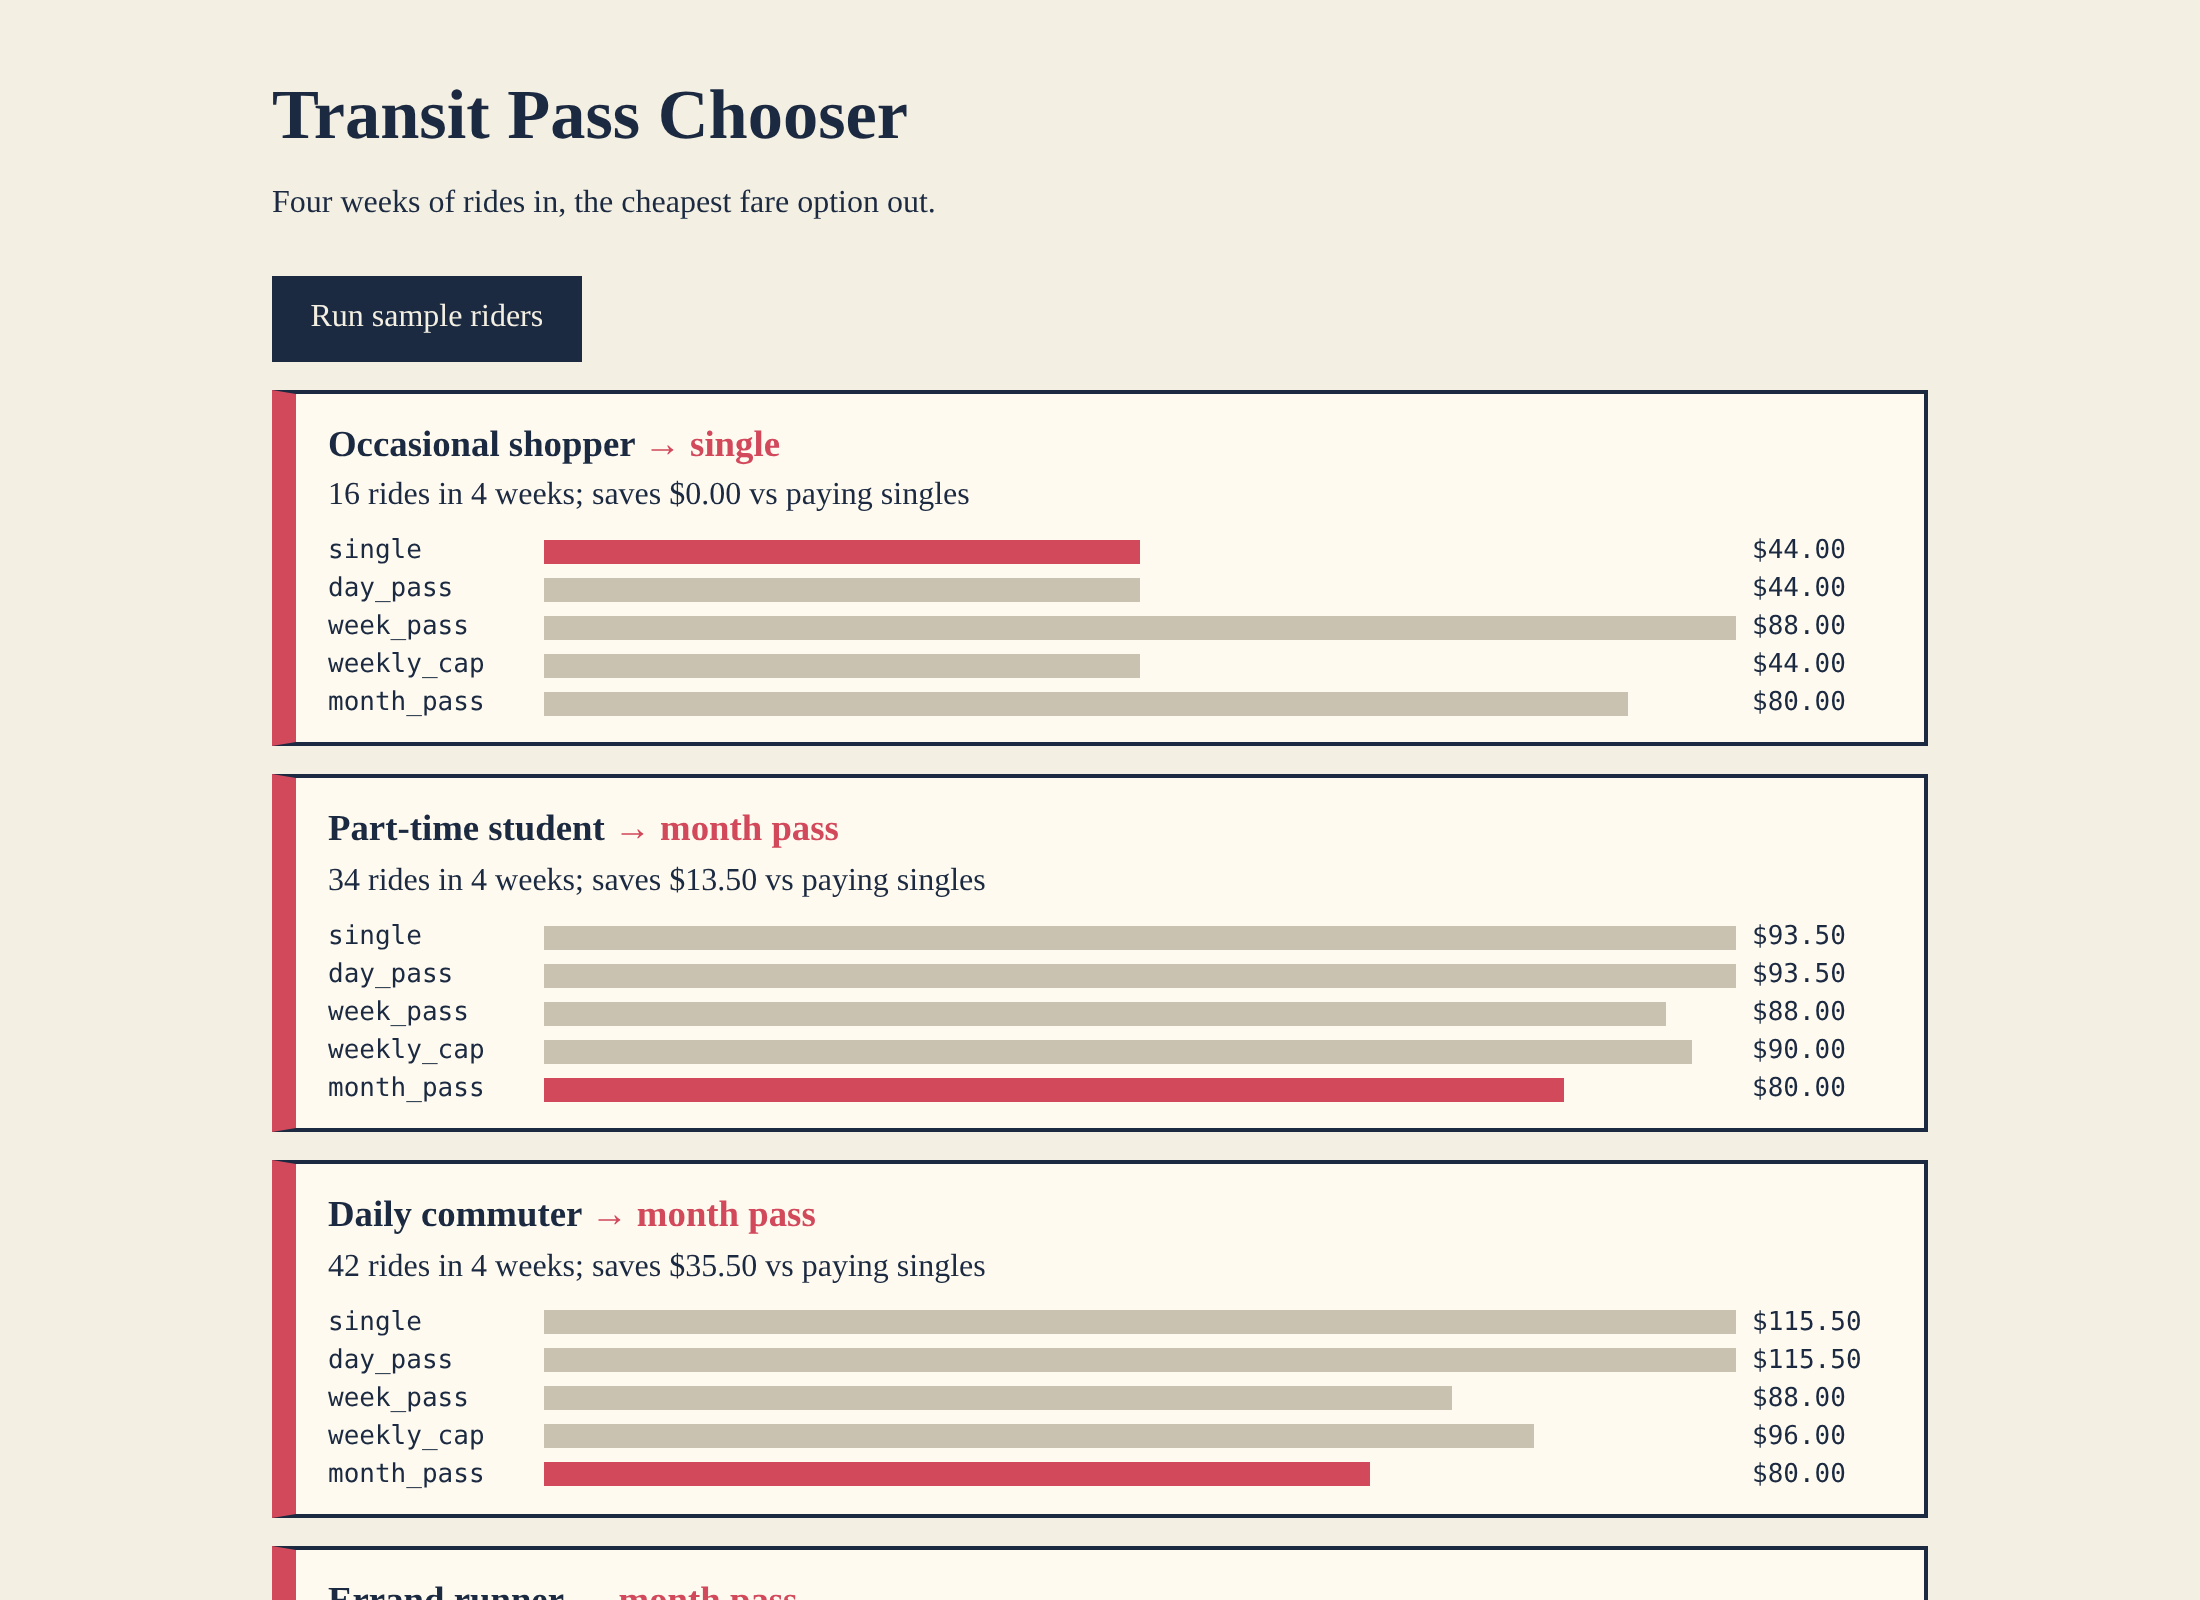 Transit Pass Chooser
Four weeks of rides in, the cheapest fare option out.
Run sample riders
Occasional shopper → single
16 rides in 4 weeks; saves $0.00 vs paying singles
single $44.00
day_pass $44.00
week_pass $88.00
weekly_cap $44.00
month_pass $80.00
Part-time student → month pass
34 rides in 4 weeks; saves $13.50 vs paying singles
single $93.50
day_pass $93.50
week_pass $88.00
weekly_cap $90.00
month_pass $80.00
Daily commuter → month pass
42 rides in 4 weeks; saves $35.50 vs paying singles
single $115.50
day_pass $115.50
week_pass $88.00
weekly_cap $96.00
month_pass $80.00
Errand runner → month pass